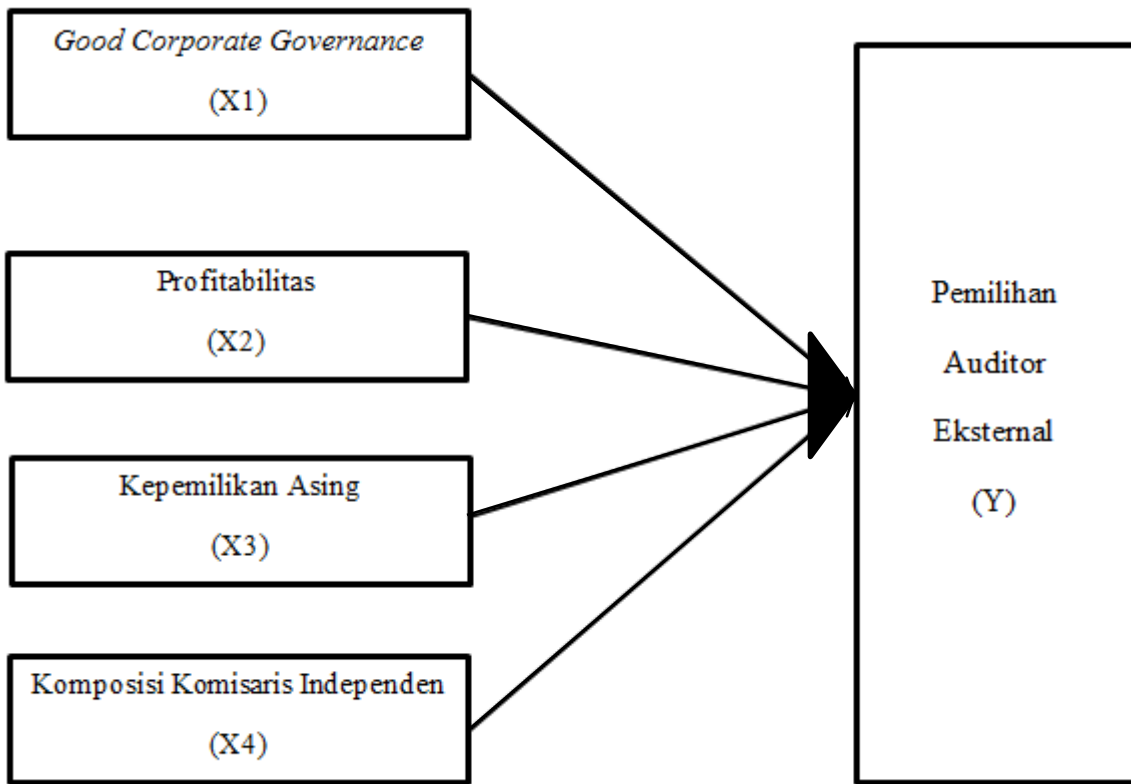 Good Corporate Governance
(X1)
Profitabilitas
(X2)
Kepemilikan Asing
(X3)
Komposisi Komisaris Independen
(X4)
Pemilihan
Auditor
Eksternal
(Y)